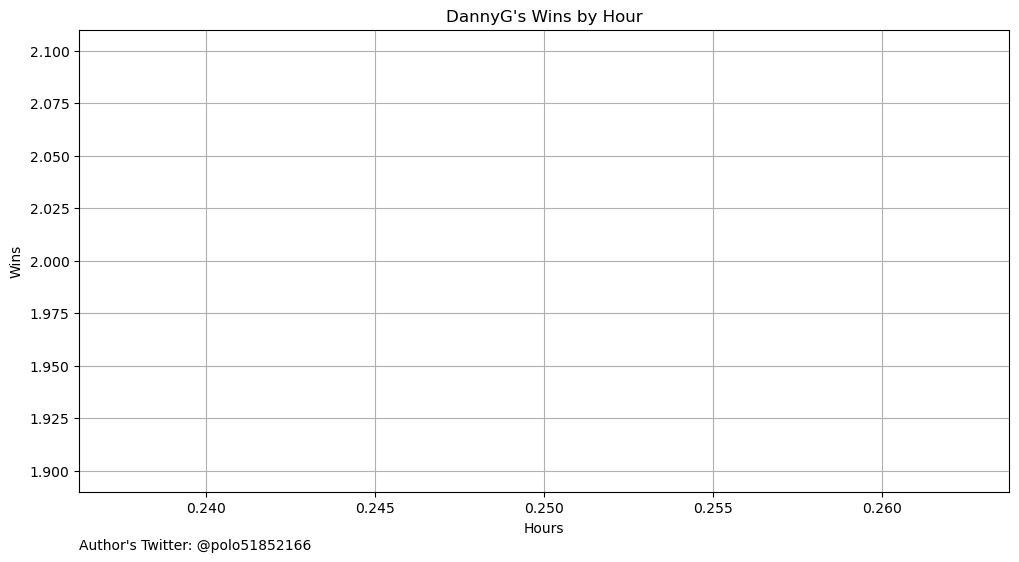 DannyG's Wins by Hour
2.100
2.075
2.050
2.025
2.000
1.975
1.950
1.925
1.900
Wins
0.240 0.245 0.250 0.255 0.260
Hours
Author's Twitter: @polo51852166